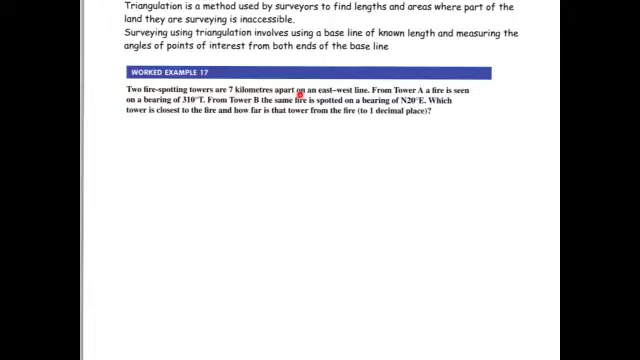 Triangulation is a method used by surveyors to find lengths and areas where part of the
land they are surveying is inaccessible.
Surveying using triangulation involves using a base line of known length and measuring the
angles of points of interest from both ends of the base line
WORKED EXAMPLE 17
Two fire-spotting towers are 7 kilometres apart on an east–west line. From Tower A a fire is seen
on a bearing of 310°T. From Tower B the same fire is spotted on a bearing of N20°E. Which
tower is closest to the fire and how far is that tower from the fire (to 1 decimal place)?